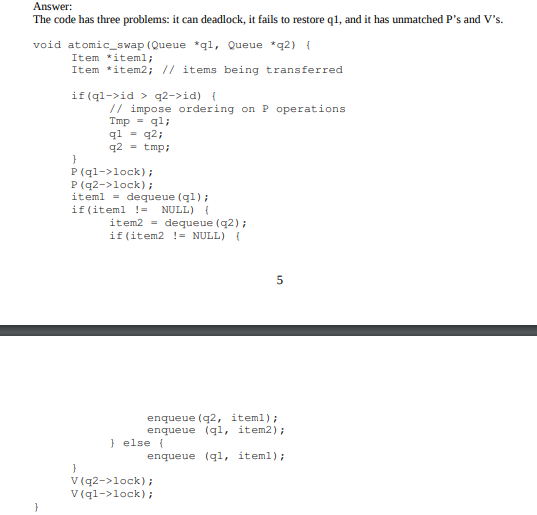 Answer:
The code has three problems: it can deadlock, it fails to restore q1, and it has unmatched P's and V's.
void atomic_swap(Queue *q1, Queue *q2) {
Item *item1;
Item *item2; // items being transferred
if(q1->id > q2->id) {
// impose ordering on P operations
Tmp = q1;
q1 = q2;
q2 = tmp;
}
P(q1->lock);
P(q2->lock);
item1 = dequeue(q1);
if(item1 != NULL) {
item2 = dequeue(q2);
if(item2 != NULL) {
5
enqueue(q2, item1);
enqueue (q1, item2);
} else {
enqueue (q1, item1);
}
V(q2->lock);
V(q1->lock);
}